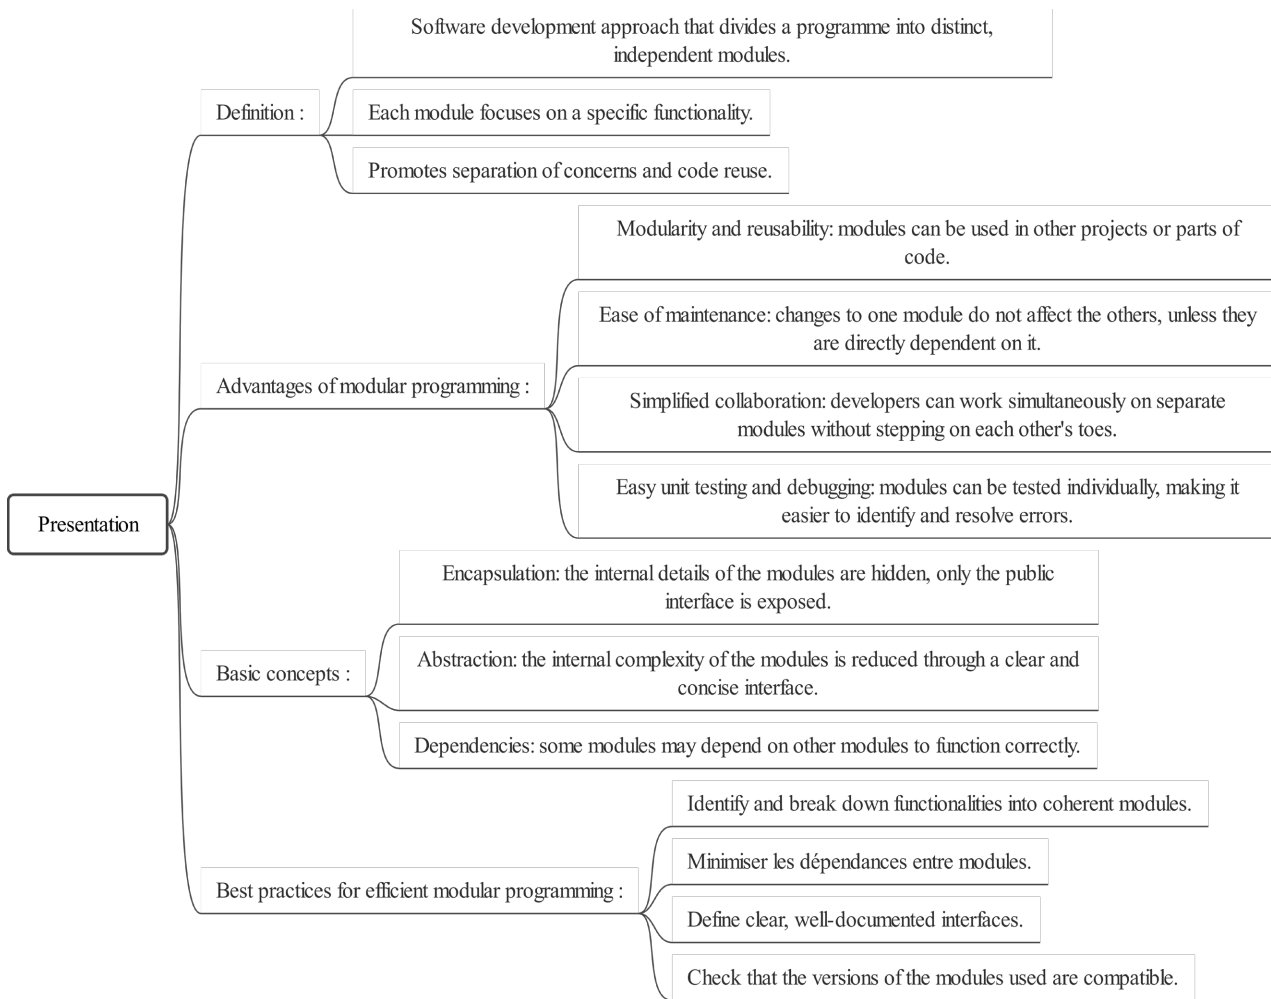 Software development approach that divides a programme into distinct,
independent modules.
Definition :
Each module focuses on a specific functionality.
Promotes separation of concerns and code reuse.
Modularity and reusability: modules can be used in other projects or parts of
code.
Ease of maintenance: changes to one module do not affect the others, unless they
are directly dependent on it.
Advantages of modular programming :
Simplified collaboration: developers can work simultaneously on separate
modules without stepping on each other's toes.
Easy unit testing and debugging: modules can be tested individually, making it
easier to identify and resolve errors.
Presentation
Encapsulation: the internal details of the modules are hidden, only the public
interface is exposed.
Basic concepts :
Abstraction: the internal complexity of the modules is reduced through a clear and
concise interface.
Dependencies: some modules may depend on other modules to function correctly.
Identify and break down functionalities into coherent modules.
Minimiser les dépendances entre modules.
Best practices for efficient modular programming :
Define clear, well-documented interfaces.
Check that the versions of the modules used are compatible.